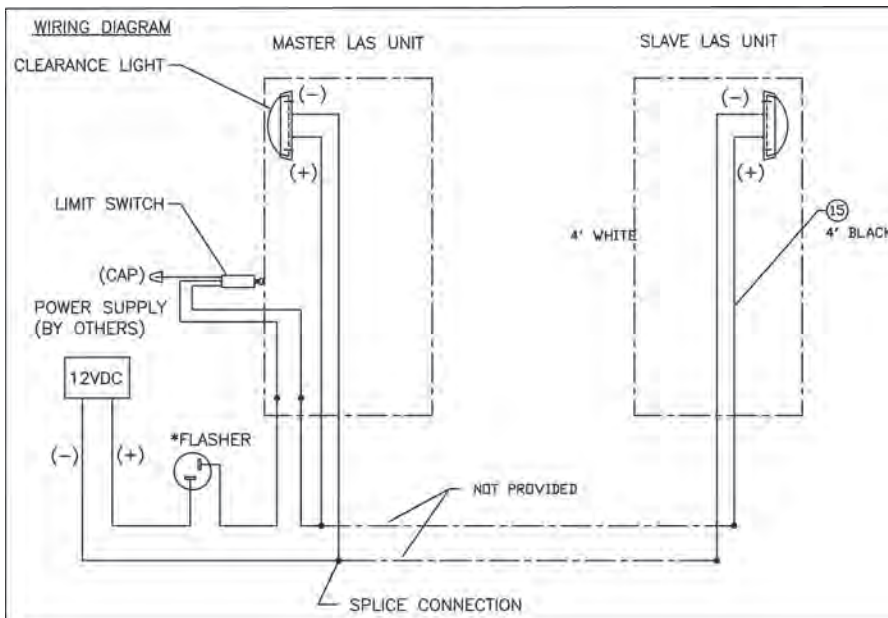 WIRING DIAGRAM
MASTER LAS UNIT
SLAVE LAS UNIT
CLEARANCE LIGHT
(-)
(+)
(-)
(+)
LIMIT SWITCH
15
4' WHITE
4' BLACK
(CAP)
POWER SUPPLY
(BY OTHERS)
12VDC
*FLASHER
(-)
(+)
NOT PROVIDED
SPLICE CONNECTION